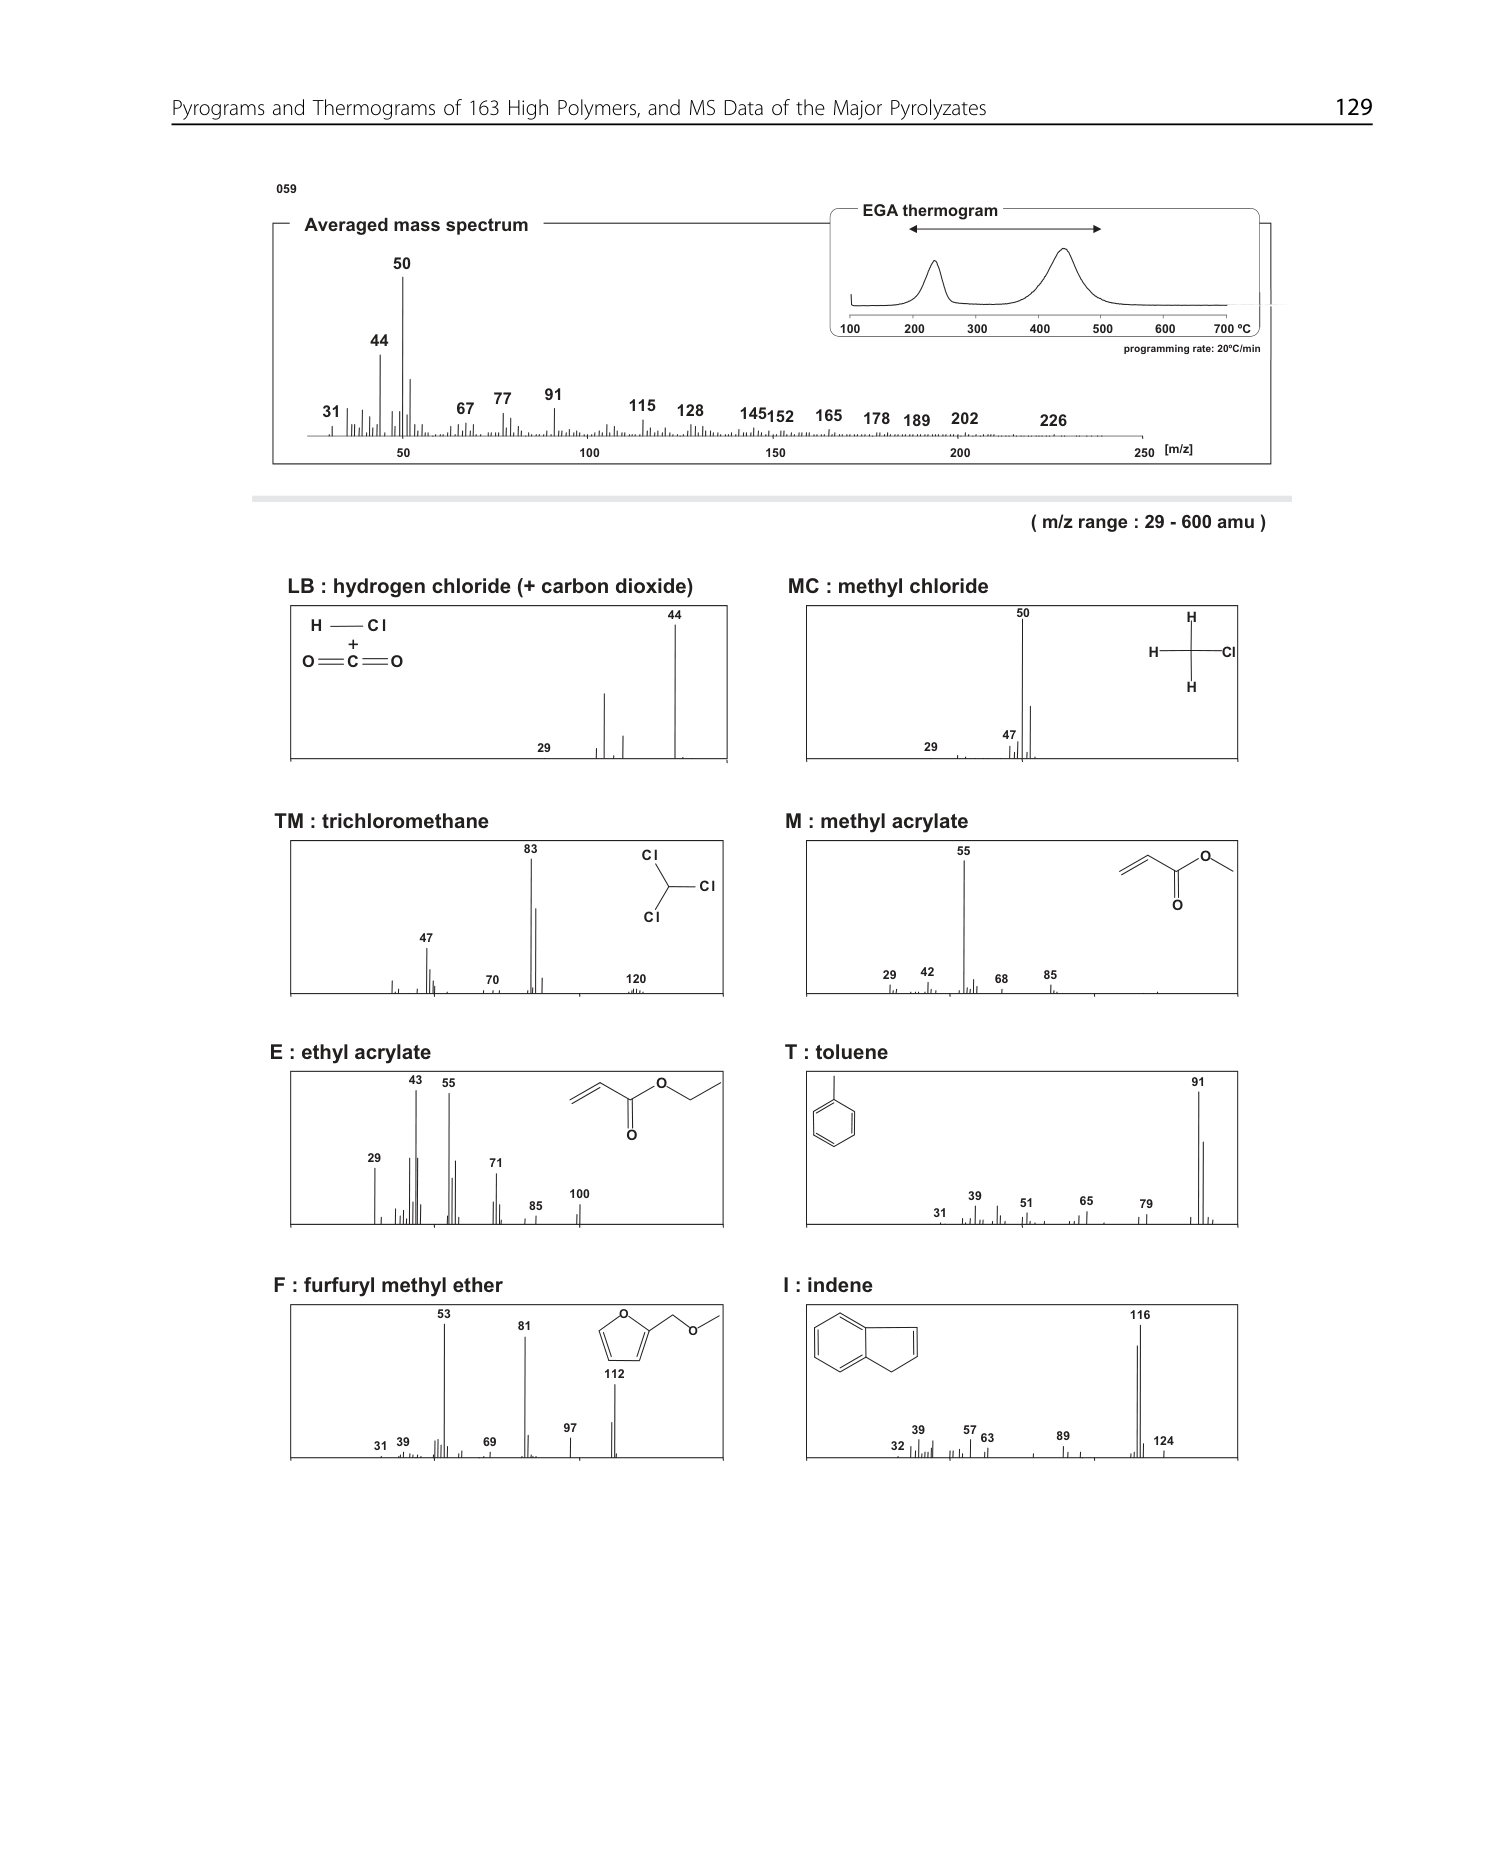 Pyrograms and Thermograms of 163 High Polymers, and MS Data of the Major Pyrolyzates 129
059
Averaged mass spectrum
EGA thermogram
100 200 300 400 500 600 700 ºC
programming rate: 20ºC/min
50
44
31 67 77 91 115 128 145 152 165 178 189 202 226
50 100 150 200 250 [m/z]
( m/z range : 29 - 600 amu )
LB : hydrogen chloride (+ carbon dioxide)
H Cl
+
O C O
44
29
MC : methyl chloride
50
H
H Cl
H
47
29
TM : trichloromethane
83
Cl
Cl
Cl
47
70
120
M : methyl acrylate
55
O
O
29 42 68 85
E : ethyl acrylate
43 55
O
O
29 71 85 100
T : toluene
91
31 39 51 65 79
F : furfuryl methyl ether
53
81
O
O
112
31 39 69 97
I : indene
116
32 39 57 63 89 124